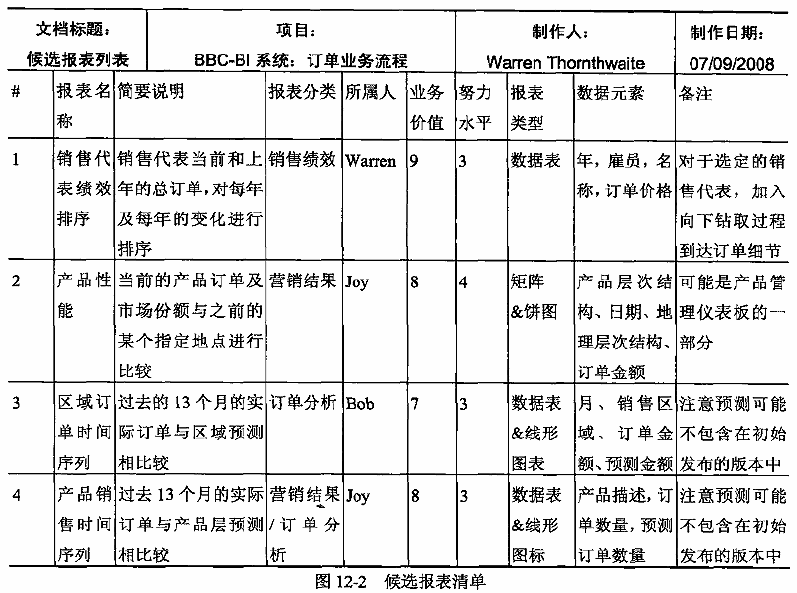 文档标题： 项目： 制作人： 制作日期：
候选报表列表 BBC-BI 系统：订单业务流程 Warren Thornthwaite 07/09/2008
# 报表名 简要说明 报表分类 所属人 业务 努力 报表 数据元素 备注
称 价值 水平 类型
1 销售代 销售代表当前和上 销售绩效 Warren 9 3 数据表 年，雇员，名 对于选定的销
表绩效 年的总订单，对每年 称，订单价格 售代表，加入
排序 及每年的变化进行 向下钻取过程
排序 到达订单细节
2 产品性 当前的产品订单及 营销结果 Joy 8 4 矩阵 产品层次结 可能是产品管
能 市场份额与之前的 &饼图 构、日期、地 理仪表板的一
某个指定地点进行 理层次结构、 部分
比较 订单金额
3 区域订 过去的 13 个月的实 订单分析 Bob 7 3 数据表 月、销售区 注意预测可能
单时间 际订单与区域预测 &线形 域、订单金 不包含在初始
序列 相比较 图表 额、预测金额 发布的版本中
4 产品销 过去 13 个月的实际 营销结果 Joy 8 3 数据表 产品描述，订 注意预测可能
售时间 订单与产品层预测 /订单分 &线形 单数量，预测 不包含在初始
序列 相比较 析 图标 订单数量 发布的版本中
图 12-2 候选报表清单